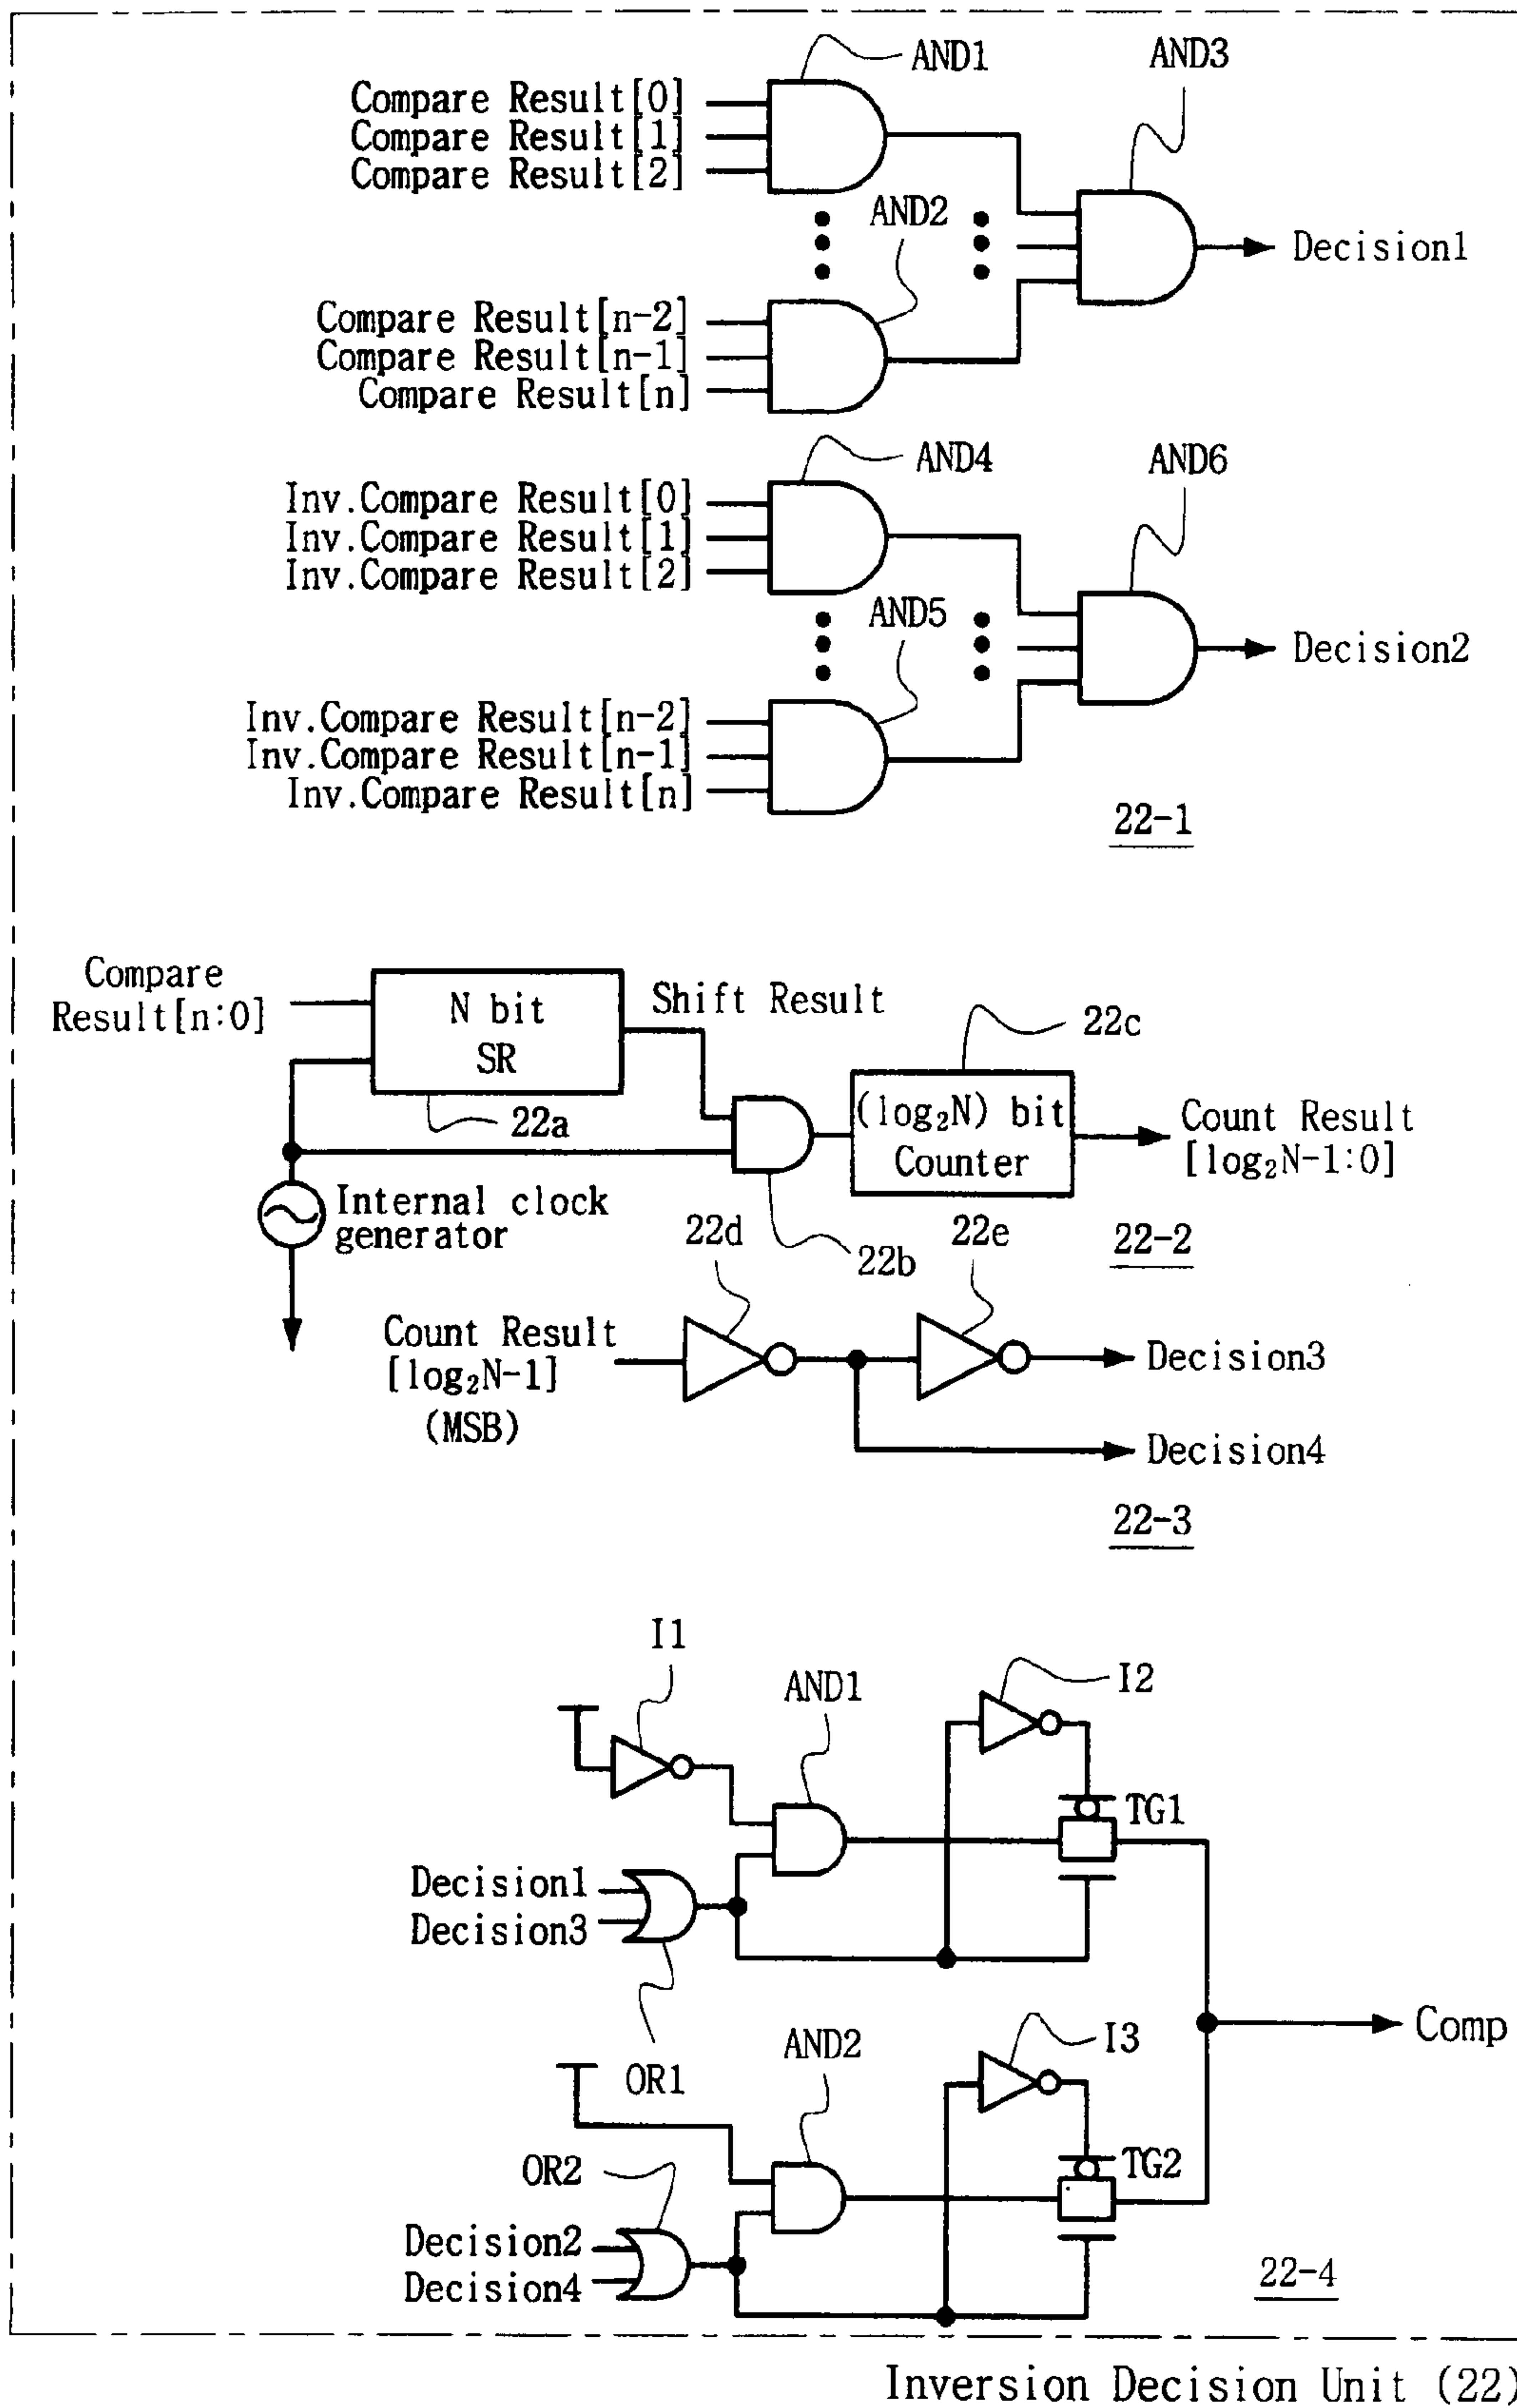 AND1
AND3
Compare Result[0]
Compare Result[1]
Compare Result[2]
AND2
Decision1
Compare Result[n-2]
Compare Result[n-1]
Compare Result[n]
AND4
AND6
Inv.Compare Result[0]
Inv.Compare Result[1]
Inv.Compare Result[2]
AND5
Decision2
Inv.Compare Result[n-2]
Inv.Compare Result[n-1]
Inv.Compare Result[n]
22-1
Compare
Result[n:0]
N bit
SR
Shift Result
22c
22a
(log₂N) bit
Counter
Count Result
[log₂N-1:0]
Internal clock
generator
22d
22b
22e
22-2
Count Result
[log₂N-1]
(MSB)
Decision3
Decision4
22-3
I1
AND1
I2
TG1
Decision1
Decision3
OR1
AND2
I3
Comp
OR2
TG2
Decision2
Decision4
22-4
Inversion Decision Unit (22)